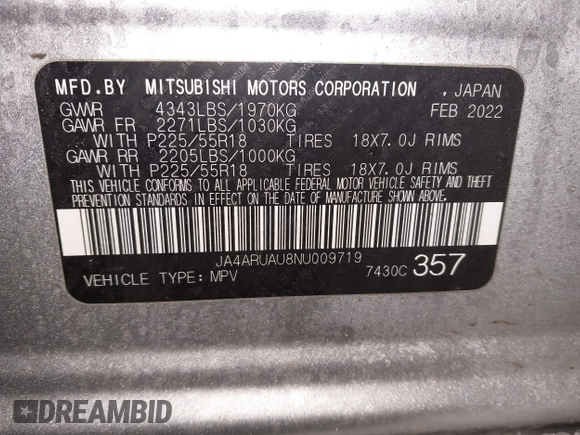 MFD.BY MITSUBISHI MOTORS CORPORATION , JAPAN
GVWR 4343LBS/1970KG FEB 2022
GAWR FR 2271LBS/1030KG
WITH P225/55R18 TIRES 18X7.0J RIMS
GAWR RR 2205LBS/1000KG
WITH P225/55R18 TIRES 18X7.0J RIMS
THIS VEHICLE CONFORMS TO ALL APPLICABLE FEDERAL MOTOR VEHICLE SAFETY AND THEFT
PREVENTION STANDARDS IN EFFECT ON THE DATE OF MANUFACTURE SHOWN ABOVE.
JA4ARUAU8NU009719
VEHICLE TYPE: MPV 7430C 357
DREAMBID